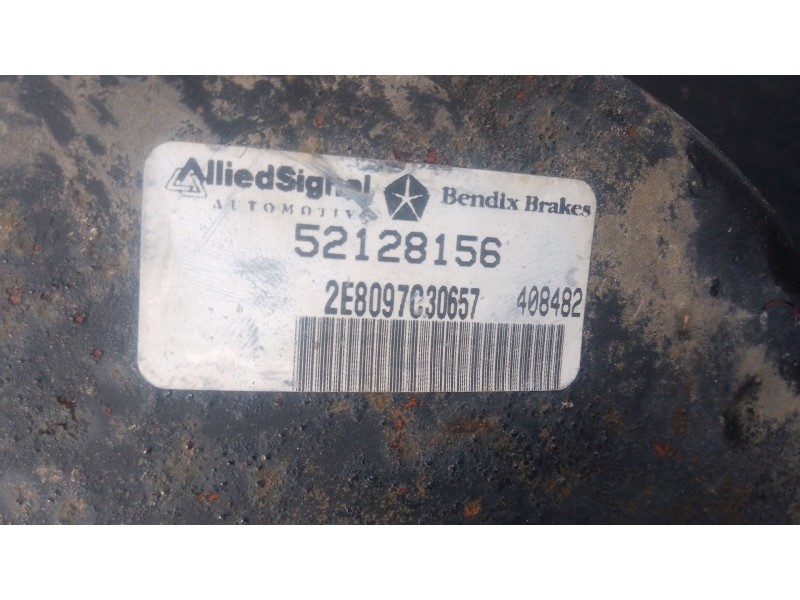 AlliedSignal
AUTOMOTIVE
Bendix Brakes
52128156
2E8097C30657 408482